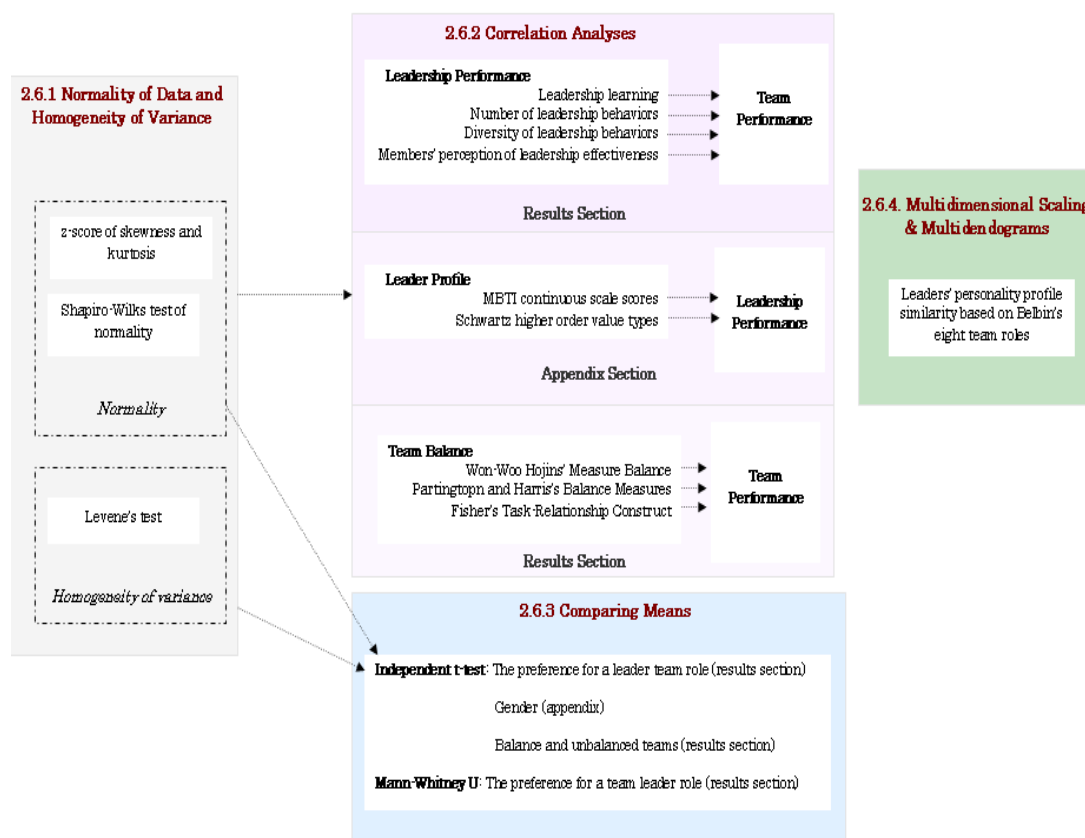 2.6.1 Normality of Data and
Homogeneity of Variance
z-score of skewness and
kurtosis
Shapiro-Wilks test of
normality
Normality
Levene's test
Homogeneity of variance
2.6.2 Correlation Analyses
Leadership Performance
Leadership learning
Number of leadership behaviors
Diversity of leadership behaviors
Members' perception of leadership effectiveness
Team
Performance
Results Section
Leader Profile
MBTI continuous scale scores
Schwartz higher order value types
Leadership
Performance
Appendix Section
Team Balance
Won-Woo Hojins' Measure Balance
Partingtopn and Harris's Balance Measures
Fisher's Task-Relationship Construct
Team
Performance
Results Section
2.6.3 Comparing Means
Independent t-test: The preference for a leader team role (results section)
Gender (appendix)
Balance and unbalanced teams (results section)
Mann-Whitney U: The preference for a team leader role (results section)
2.6.4. Multidimensional Scaling
& Multidendograms
Leaders' personality profile
similarity based on Belbin's
eight team roles